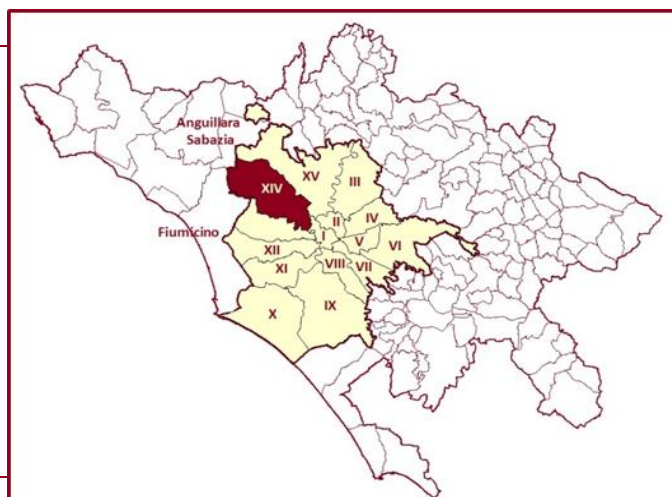 Anguillara
Sabazia
XV
III
XIV
II
IV
Fiumicino
I
V
VI
XII
VIII
VII
XI
IX
X